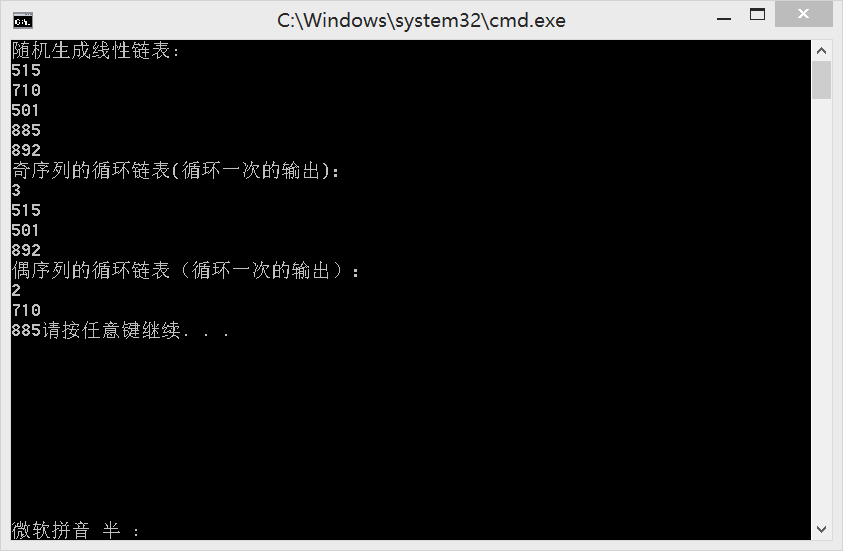 C:\Windows\system32\cmd.exe
随机生成线性链表：
515
710
501
885
892
奇序列的循环链表(循环一次的输出)：
3
515
501
892
偶序列的循环链表（循环一次的输出）：
2
710
885请按任意键继续. . .
微软拼音 半 ：